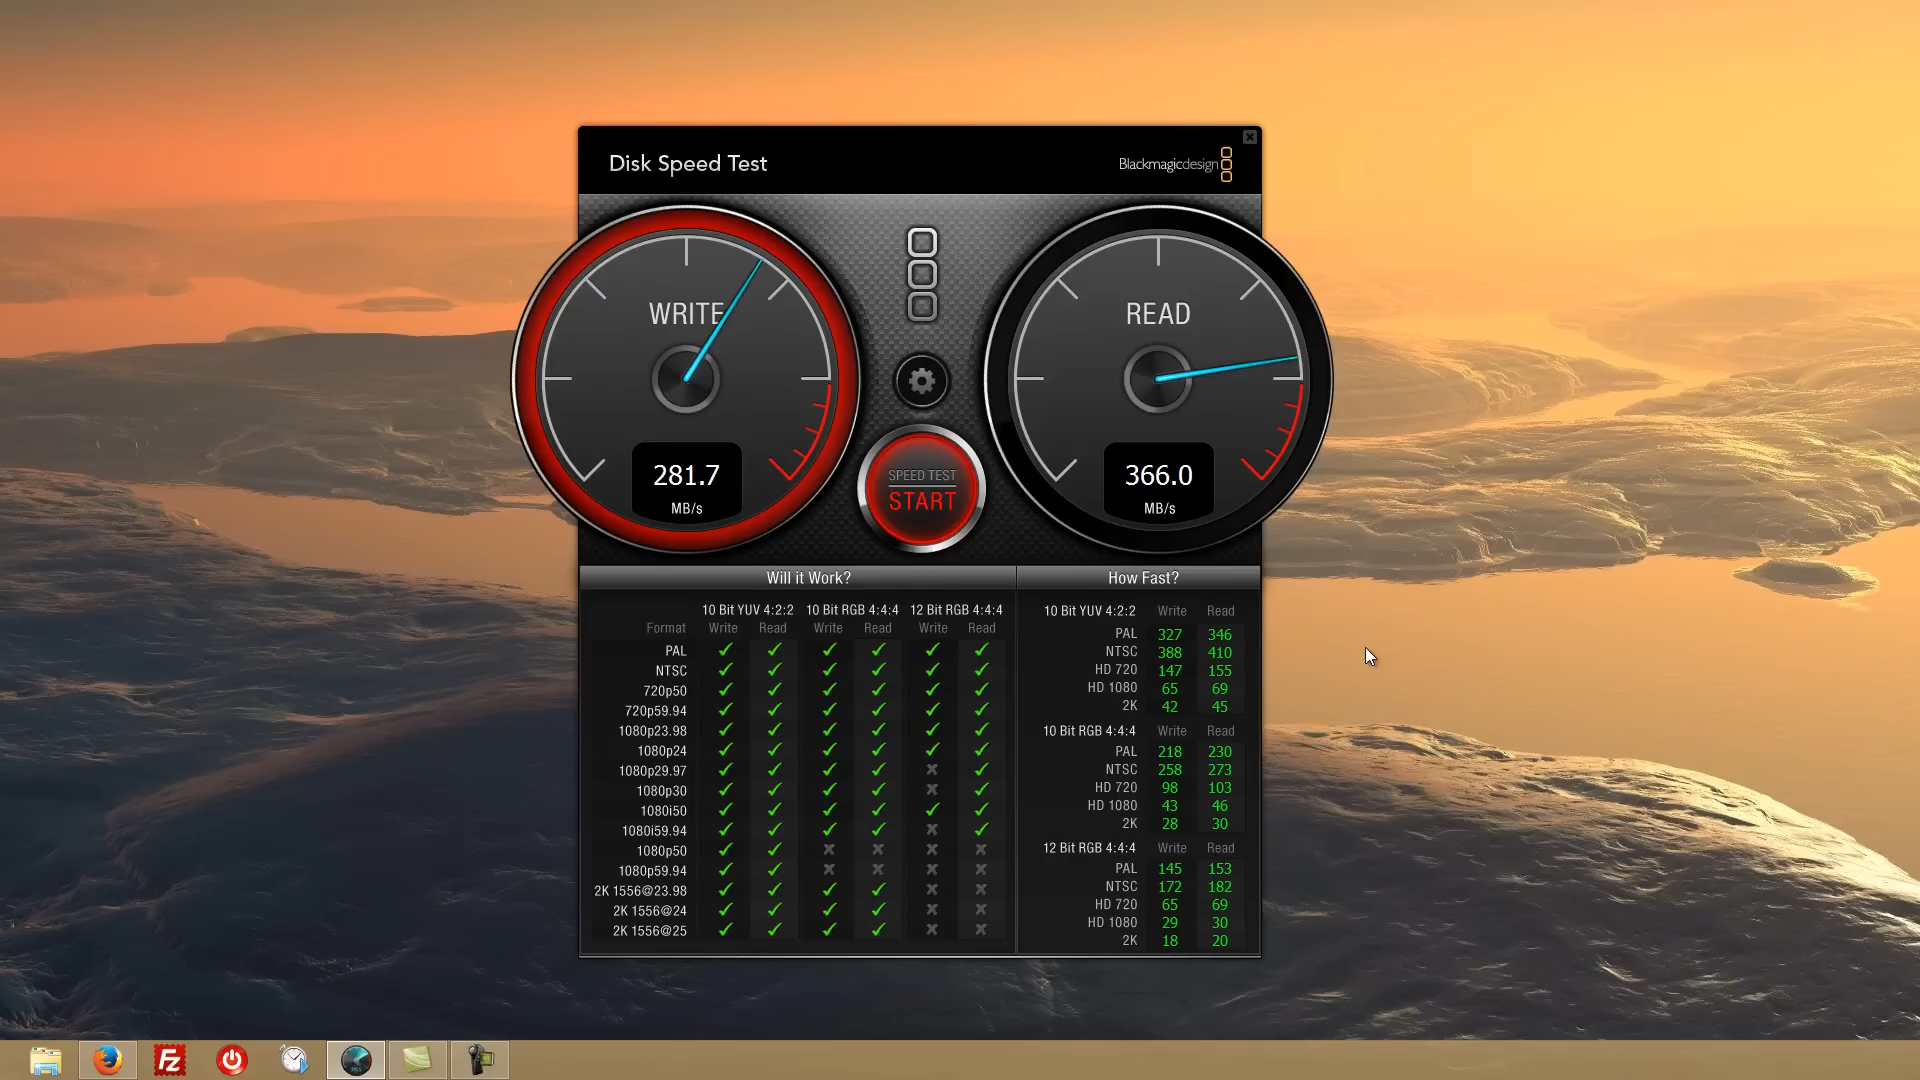 Disk Speed Test
Blackmagicdesign
WRITE
281.7
MB/s
SPEED TEST
START
READ
366.0
MB/s
Will it Work?
10 Bit YUV 4:2:2 10 Bit RGB 4:4:4 12 Bit RGB 4:4:4
Format Write Read Write Read Write Read
PAL
NTSC
720p50
720p59.94
1080p23.98
1080p24
1080p29.97
1080p30
1080i50
1080i59.94
1080p50
1080p59.94
2K 1556@23.98
2K 1556@24
2K 1556@25
How Fast?
10 Bit YUV 4:2:2 Write Read
PAL 327 346
NTSC 388 410
HD 720 147 155
HD 1080 65 69
2K 42 45
10 Bit RGB 4:4:4 Write Read
PAL 218 230
NTSC 258 273
HD 720 98 103
HD 1080 43 46
2K 28 30
12 Bit RGB 4:4:4 Write Read
PAL 145 153
NTSC 172 182
HD 720 65 69
HD 1080 29 30
2K 18 20
Fz